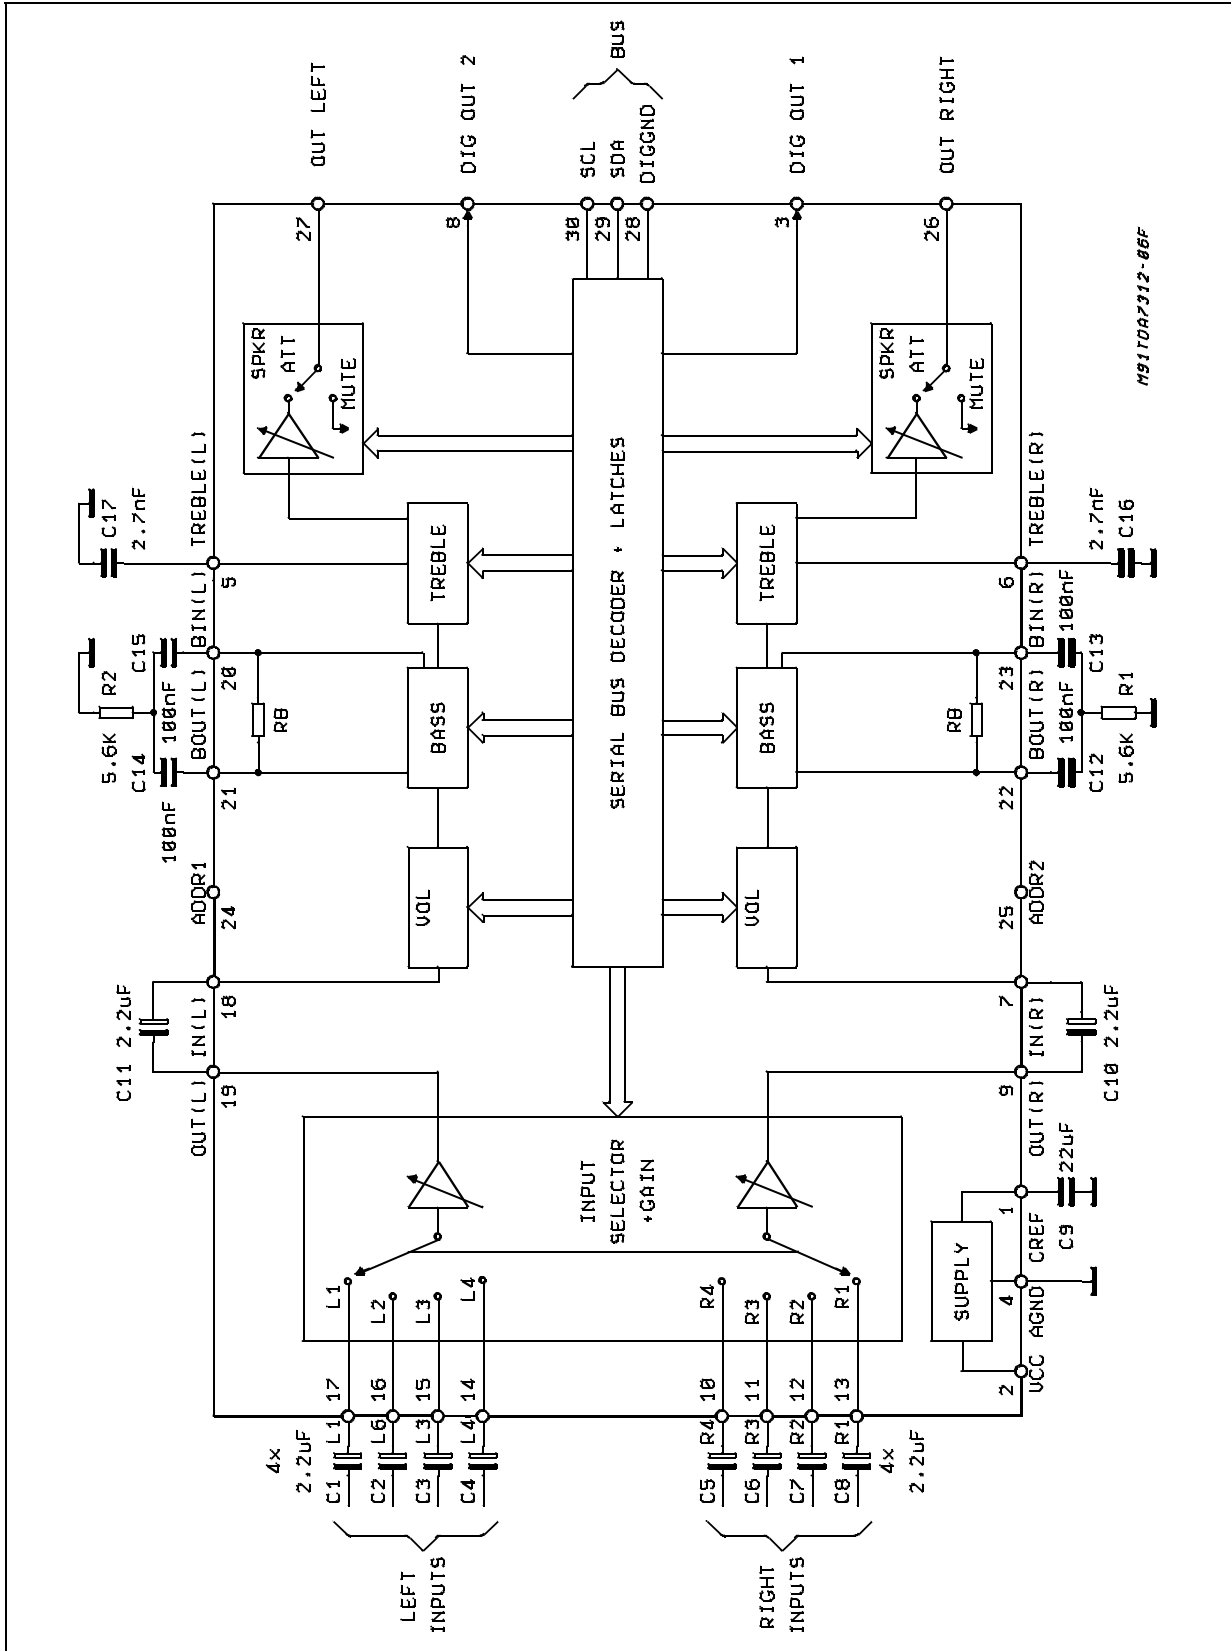 LEFT
INPUTS
4x
2.2uF
C1
C2
C3
C4
L1
L6
L3
L4
17
16
15
14
L1
L2
L3
L4
RIGHT
INPUTS
C5
C6
C7
C8
4x
2.2uF
R4
R3
R2
R1
10
11
12
13
R4
R3
R2
R1
INPUT
SELECTOR
+GAIN
SUPPLY
2
VCC
4
AGND
1
CREF
C9
22uF
OUT(L)
19
C11 2.2uF
IN(L)
18
OUT(R)
9
C10 2.2uF
IN(R)
7
ADDR1
24
ADDR2
25
VOL
VOL
SERIAL BUS DECODER + LATCHES
100nF
C14
5.6K
R2
100nF
C15
BOUT(L)
21
BIN(L)
20
RB
BASS
BASS
RB
22
BOUT(R)
23
BIN(R)
C12
100nF
C13
100nF
5.6K
R1
C17
2.7nF
TREBLE(L)
5
TREBLE
TREBLE
6
TREBLE(R)
2.7nF
C16
SPKR
ATT
MUTE
SPKR
ATT
MUTE
27
OUT LEFT
8
DIG OUT 2
30
SCL
29
SDA
28
DIGGND
BUS
3
DIG OUT 1
26
OUT RIGHT
M91TDA7312-06F